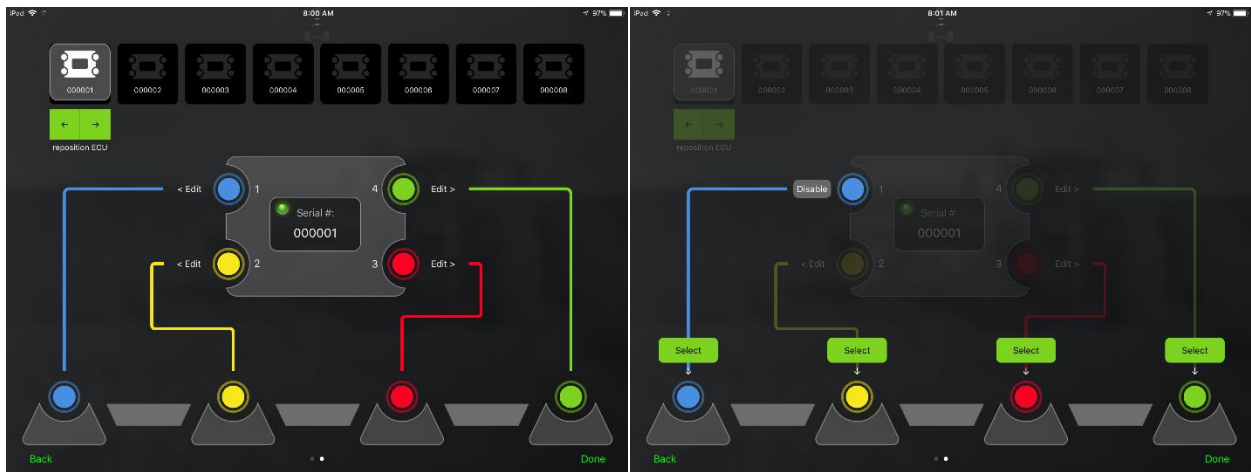 iPad 8:00 AM 97%
000001 000002 000003 000004 000005 000006 000007 000008
← →
reposition ECU
< Edit 1 4 Edit >
Serial #:
000001
< Edit 2 3 Edit >
Back Done
iPad 8:01 AM 97%
000001 000002 000003 000004 000005 000006 000007 000008
← →
reposition ECU
Disable 1 4 Edit >
Serial #:
000001
< Edit 2 3 Edit >
Select Select Select Select
Back Done